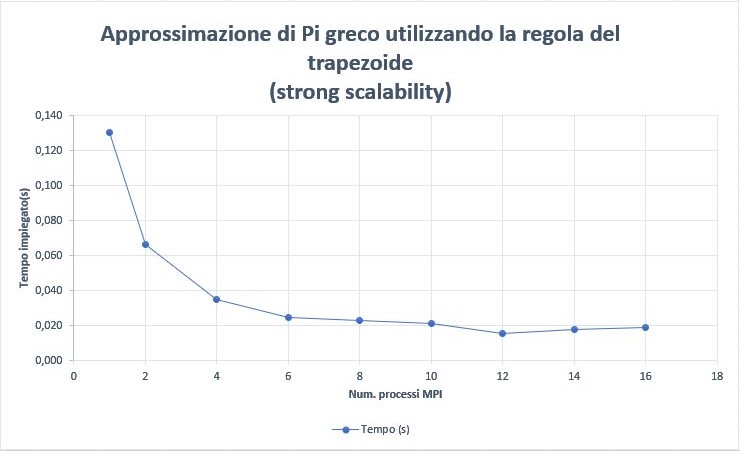 Approssimazione di Pi greco utilizzando la regola del
trapezoide
(strong scalability)
0,140
0,120
0,100
0,080
0,060
0,040
0,020
0,000
Tempo impiegato(s)
0 2 4 6 8 10 12 14 16 18
Num. processi MPI
Tempo (s)